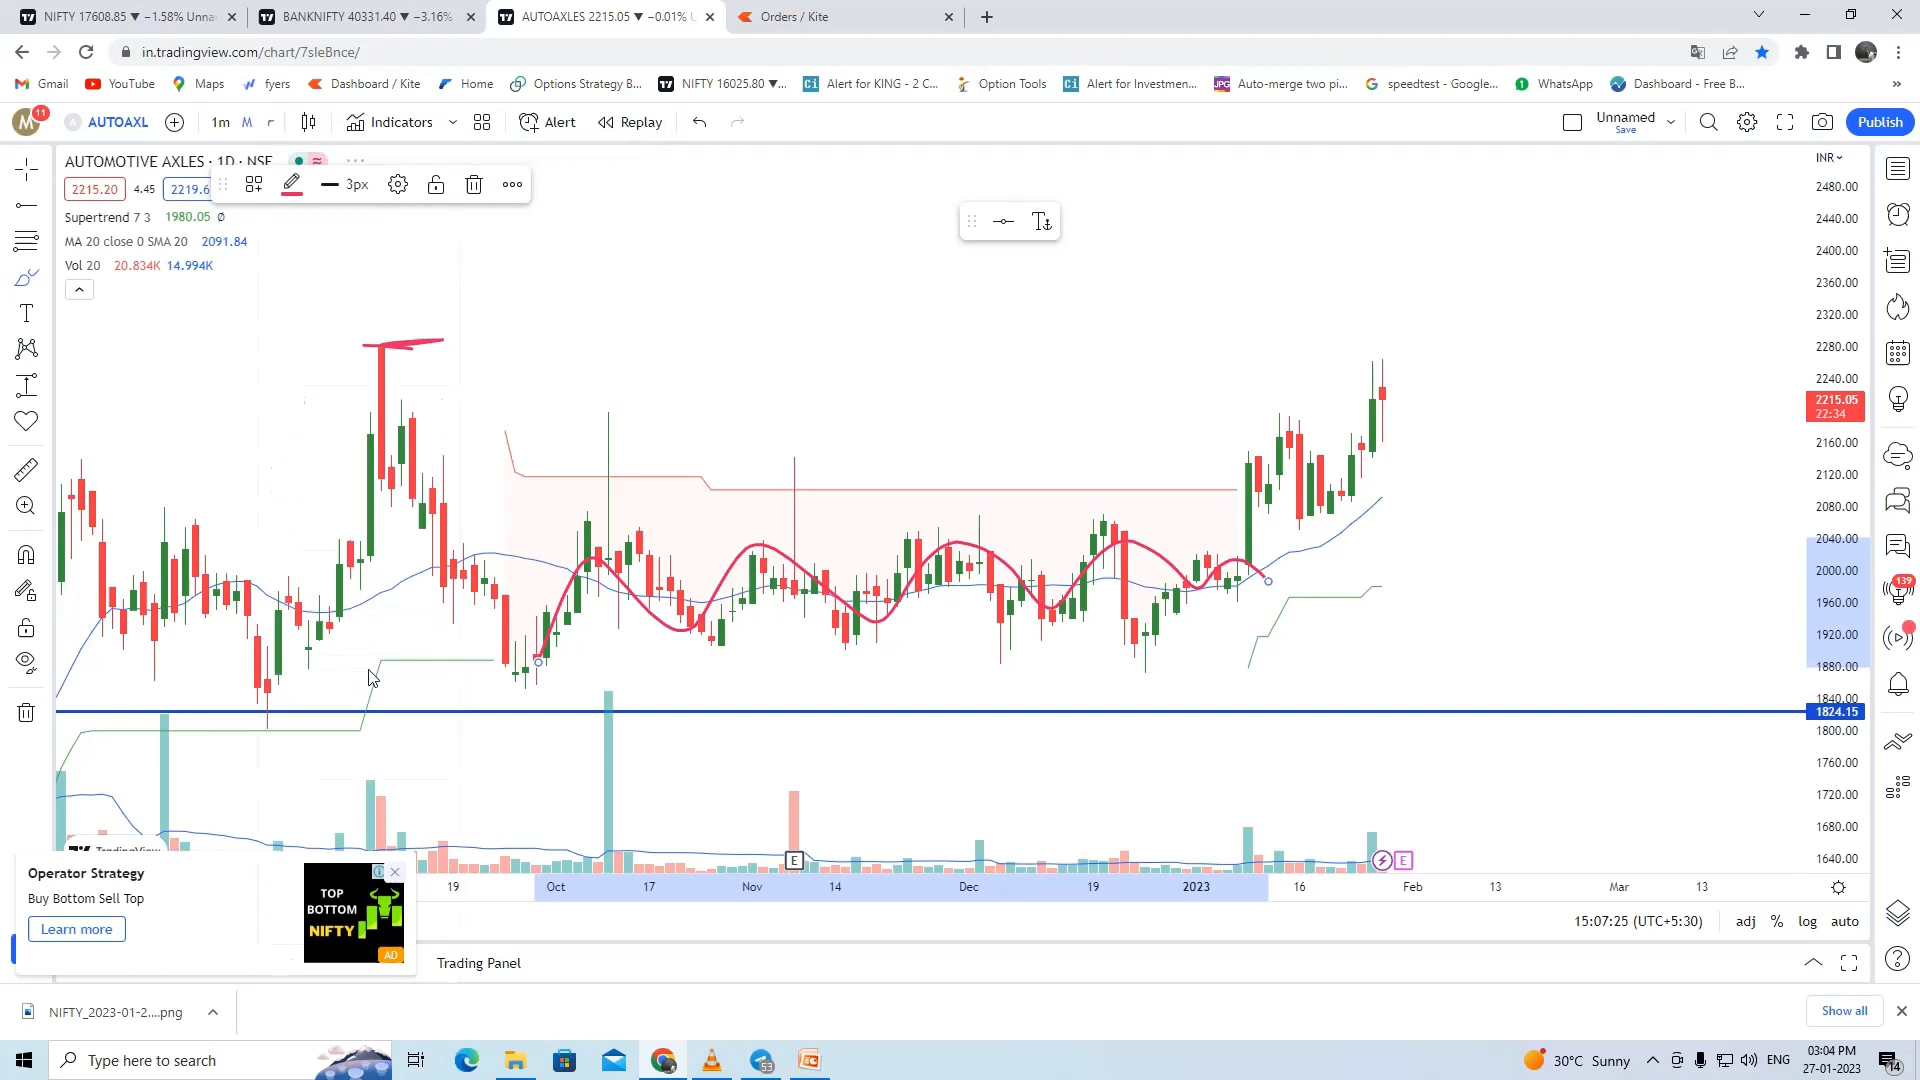 NIFTY 17608.85 ▼ −1.58% Unna
BANKNIFTY 40331.40 ▼ −3.16%
AUTOAXLES 2215.05 ▼ −0.01% U
Orders / Kite
in.tradingview.com/chart/7sleBnce/
Gmail
YouTube
Maps
fyers
Dashboard / Kite
Home
Options Strategy B...
NIFTY 16025.80 ▼...
Alert for KING - 2 C...
Option Tools
Alert for Investmen...
Auto-merge two pi...
speedtest - Google...
WhatsApp
Dashboard - Free B...
M 11
AUTOAXL
1m M
Indicators
Alert
Replay
Unnamed
Save
Publish
AUTOMOTIVE AXLES · 1D · NSE
INR
2215.20 4.45 2219.6
3px
Supertrend 7 3 1980.05 Ø
MA 20 close 0 SMA 20 2091.84
Vol 20 20.834K 14.994K
2480.00
2440.00
2400.00
2360.00
2320.00
2280.00
2240.00
2215.05
22:34
2160.00
2120.00
2080.00
2040.00
2000.00
1960.00
1920.00
1880.00
1840.00
1824.15
1800.00
1760.00
1720.00
1680.00
1640.00
139
TradingView
E
E
19 Oct 17 Nov 14 Dec 19 2023 16 Feb 13 Mar 13
Operator Strategy
Buy Bottom Sell Top
Learn more
TOP
BOTTOM
NIFTY
AD
15:07:25 (UTC+5:30)
adj % log auto
Trading Panel
NIFTY_2023-01-2....png
Show all
Type here to search
53
30°C Sunny
ENG
03:04 PM
27-01-2023
14